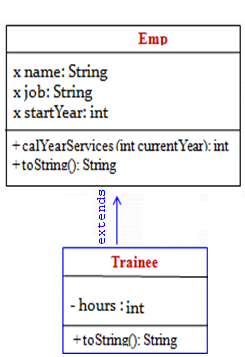 Emp
x name: String
x job: String
x startYear: int
+ calYearServices (int currentYear): int
+ toString(): String
extends
Trainee
- hours : int
+ toString(): String